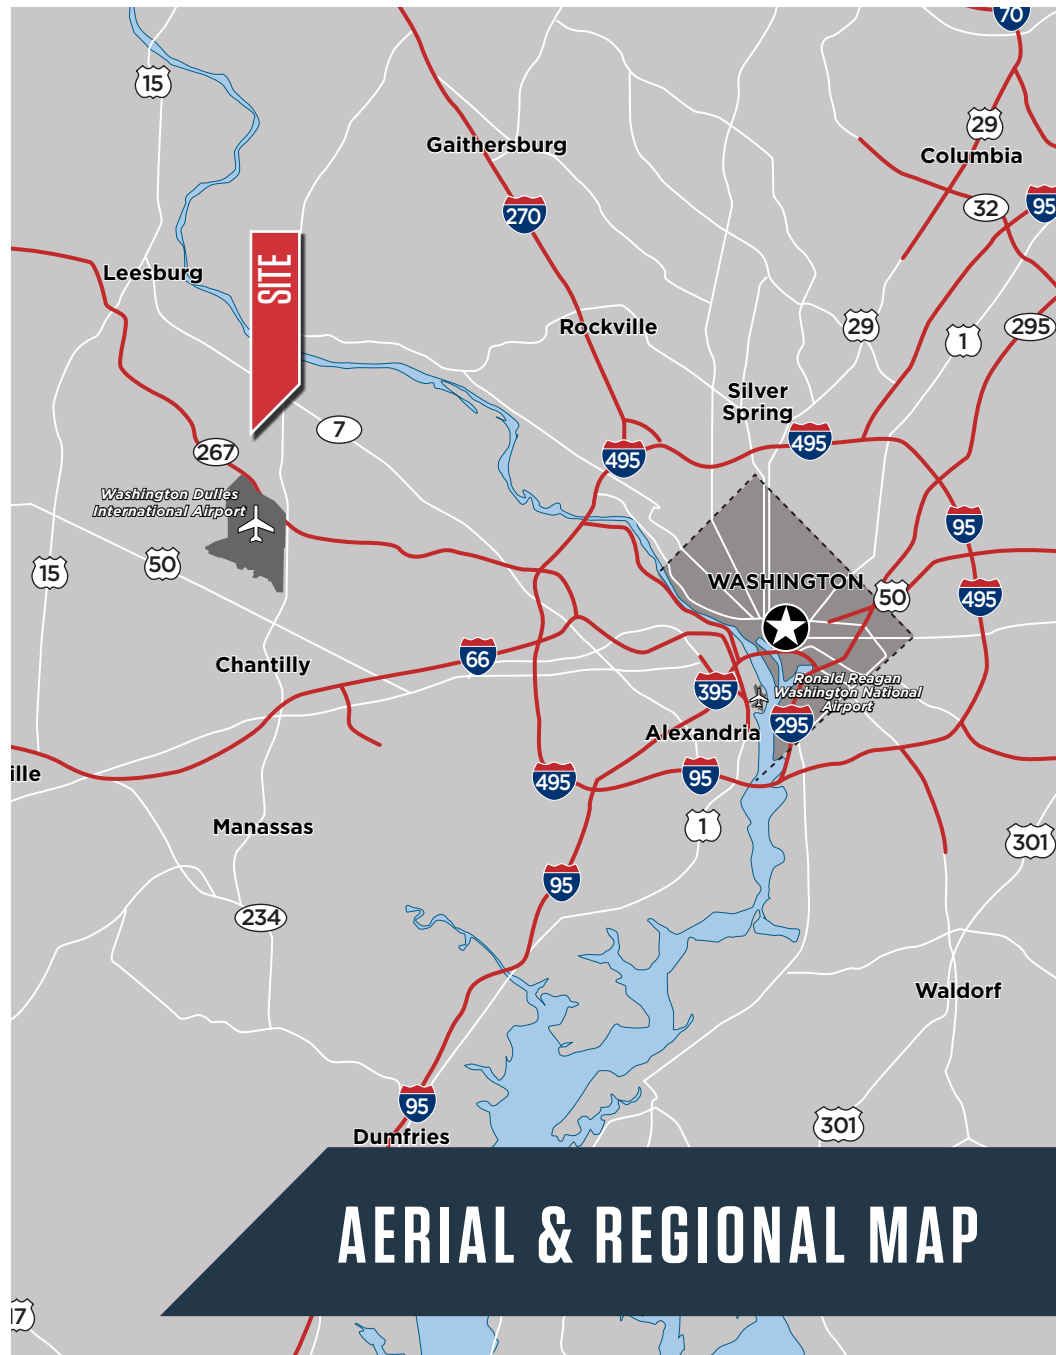 70
15
29
Gaithersburg
Columbia
270
32
95
Leesburg
SITE
Rockville
29
295
1
Silver
Spring
7
267
495
495
Washington Dulles
International Airport
95
50
15
WASHINGTON
50
495
Chantilly
66
Ronald Reagan
Washington National
Airport
395
295
Alexandria
ille
495
95
Manassas
1
301
95
234
Waldorf
95
301
Dumfries
AERIAL & REGIONAL MAP
17